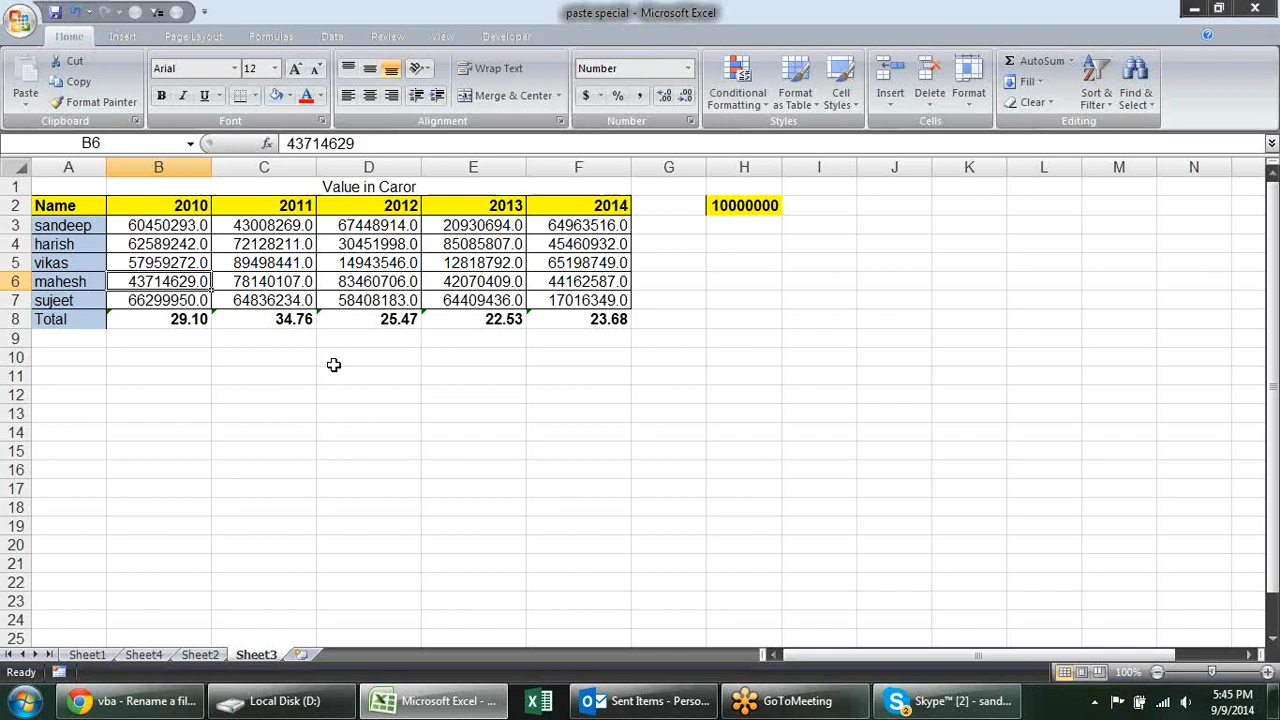 paste special - Microsoft Excel
Home Insert Page Layout Formulas Data Review View Developer
Paste Cut Copy Format Painter Clipboard
Arial 12 B I U A Font
Wrap Text Merge & Center Alignment
Number $ % , Number
Conditional Formatting Format as Table Cell Styles Styles
Insert Delete Format Cells
Σ AutoSum Fill Clear Sort & Filter Find & Select Editing
B6 fx 43714629
A B C D E F G H I J K L M N
1 Value in Caror
2 Name 2010 2011 2012 2013 2014 10000000
3 sandeep 60450293.0 43008269.0 67448914.0 20930694.0 64963516.0
4 harish 62589242.0 72128211.0 30451998.0 85085807.0 45460932.0
5 vikas 57959272.0 89498441.0 14943546.0 12818792.0 65198749.0
6 mahesh 43714629.0 78140107.0 83460706.0 42070409.0 44162587.0
7 sujeet 66299950.0 64836234.0 58408183.0 64409436.0 17016349.0
8 Total 29.10 34.76 25.47 22.53 23.68
9
10
11
12
13
14
15
16
17
18
19
20
21
22
23
24
25
Sheet1 Sheet4 Sheet2 Sheet3
Ready 100%
vba - Rename a fil... Local Disk (D:) Microsoft Excel - ... Sent Items - Perso... GoToMeeting Skype™ [2] - sand... 5:45 PM
9/9/2014